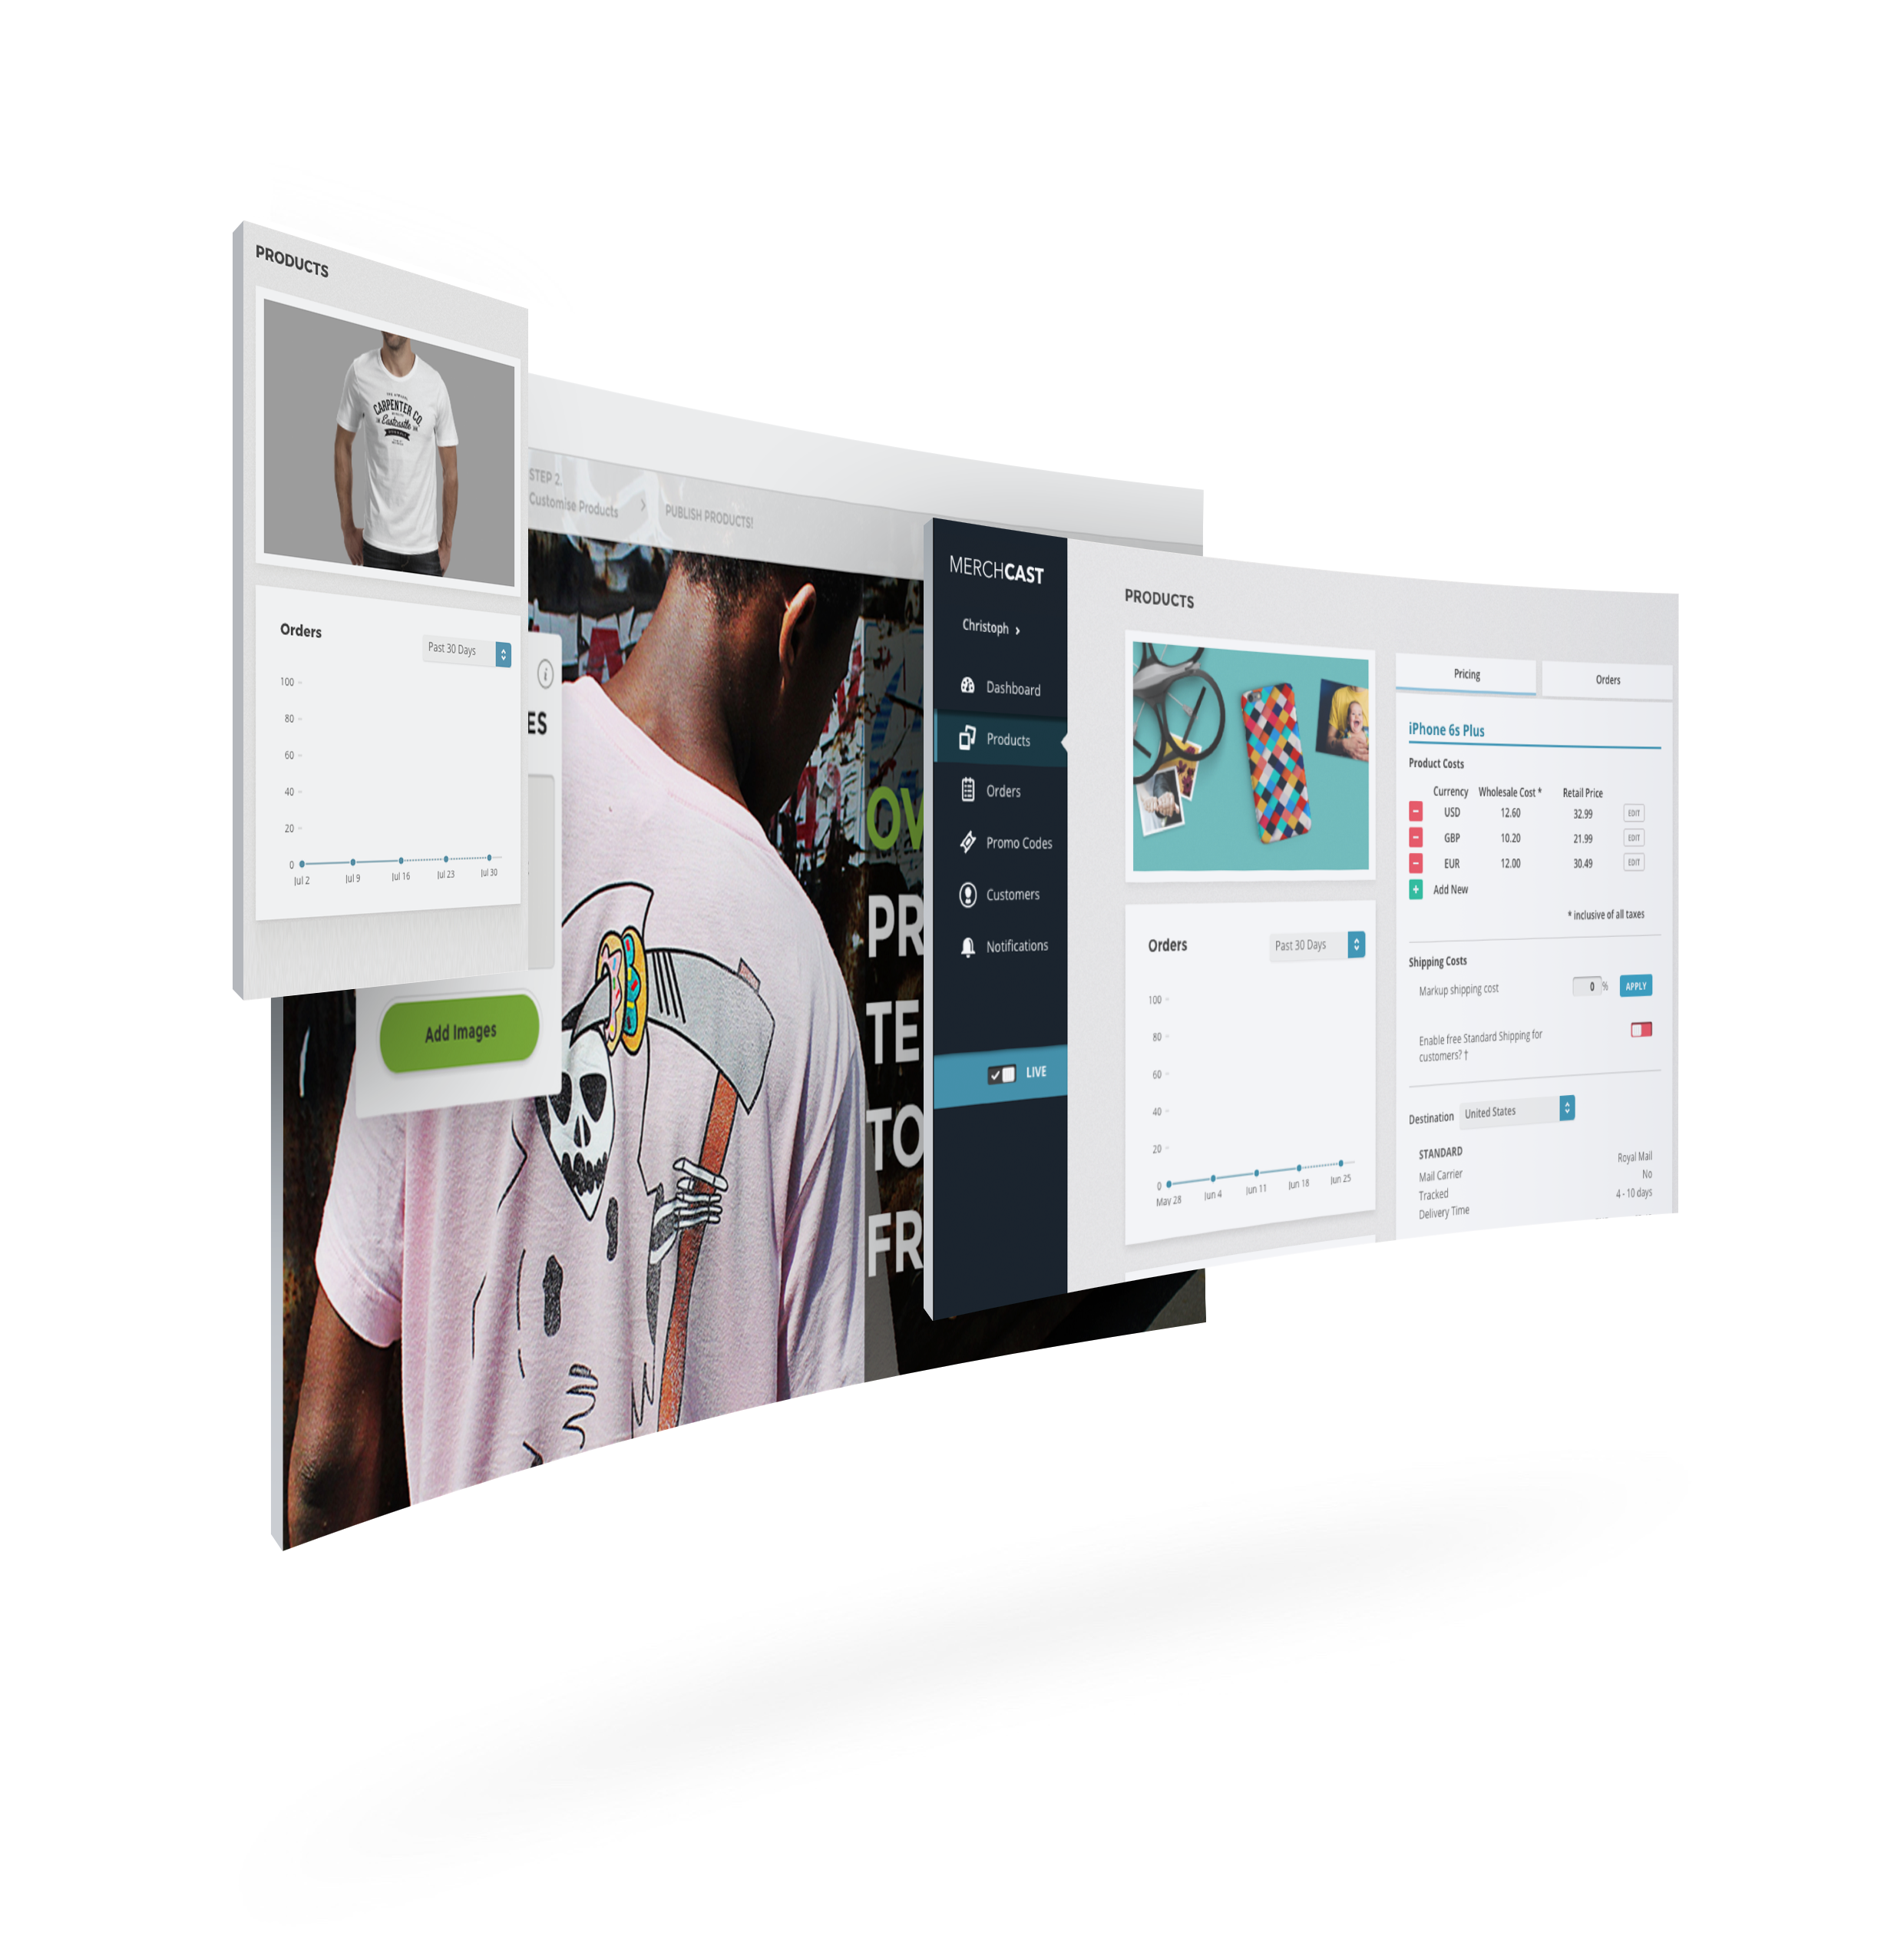 PRODUCTS
CARPENTER CO.
Eastcastle
Orders
Past 30 Days
100
80
60
40
20
0
Jul 2
Jul 9
Jul 16
Jul 23
Jul 30
STEP 2.
Customise Products
PUBLISH PRODUCTS!
i
ES
Add Images
OV
PR
TE
TO
FR
MERCHCAST
Christoph
Dashboard
Products
Orders
Promo Codes
Customers
Notifications
LIVE
PRODUCTS
Orders
Past 30 Days
100
80
60
40
20
0
May 28
Jun 4
Jun 11
Jun 18
Jun 25
Pricing
Orders
iPhone 6s Plus
Product Costs
Currency Wholesale Cost * Retail Price
USD 12.60 32.99 EDIT
GBP 10.20 21.99 EDIT
EUR 12.00 30.49 EDIT
Add New
* inclusive of all taxes
Shipping Costs
Markup shipping cost 0 % APPLY
Enable free Standard Shipping for
customers? †
Destination United States
STANDARD
Mail Carrier Royal Mail
Tracked No
Delivery Time 4 - 10 days